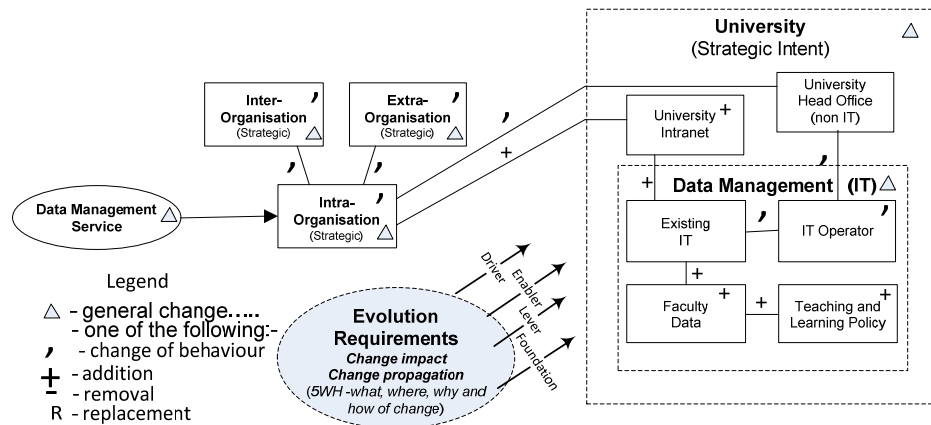 University
(Strategic Intent)
Inter-
Organisation
(Strategic)
,
Extra-
Organisation
(Strategic)
,
,
,
,
+
University
Intranet
+
University
Head Office
(non IT)
,
+
Data Management (IT)
Data Management
Service
Intra-
Organisation
(Strategic)
,
Existing
IT
,
IT Operator
,
+
Faculty
Data
+
+
Teaching and
Learning Policy
+
Legend
- general change.....
- one of the following:-
, - change of behaviour
+ - addition
- - removal
R - replacement
Driver
Enabler
Lever
Foundation
Evolution
Requirements
Change impact
Change propagation
(5WH -what, where, why and
how of change)